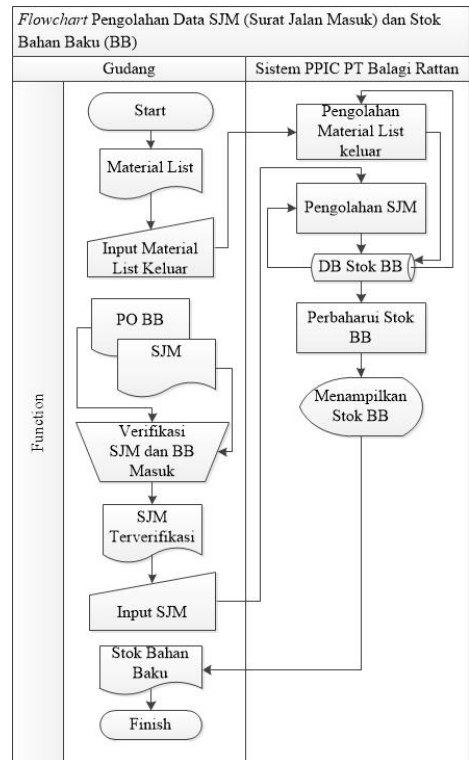 Flowchart Pengolahan Data SJM (Surat Jalan Masuk) dan Stok
Bahan Baku (BB)
Gudang
Sistem PPIC PT Balagi Rattan
Function
Start
Material List
Input Material
List Keluar
PO BB
SJM
Verifikasi
SJM dan BB
Masuk
SJM
Terverifikasi
Input SJM
Stok Bahan
Baku
Finish
Pengolahan
Material List
keluar
Pengolahan SJM
DB Stok BB
Perbaharui Stok
BB
Menampilkan
Stok BB